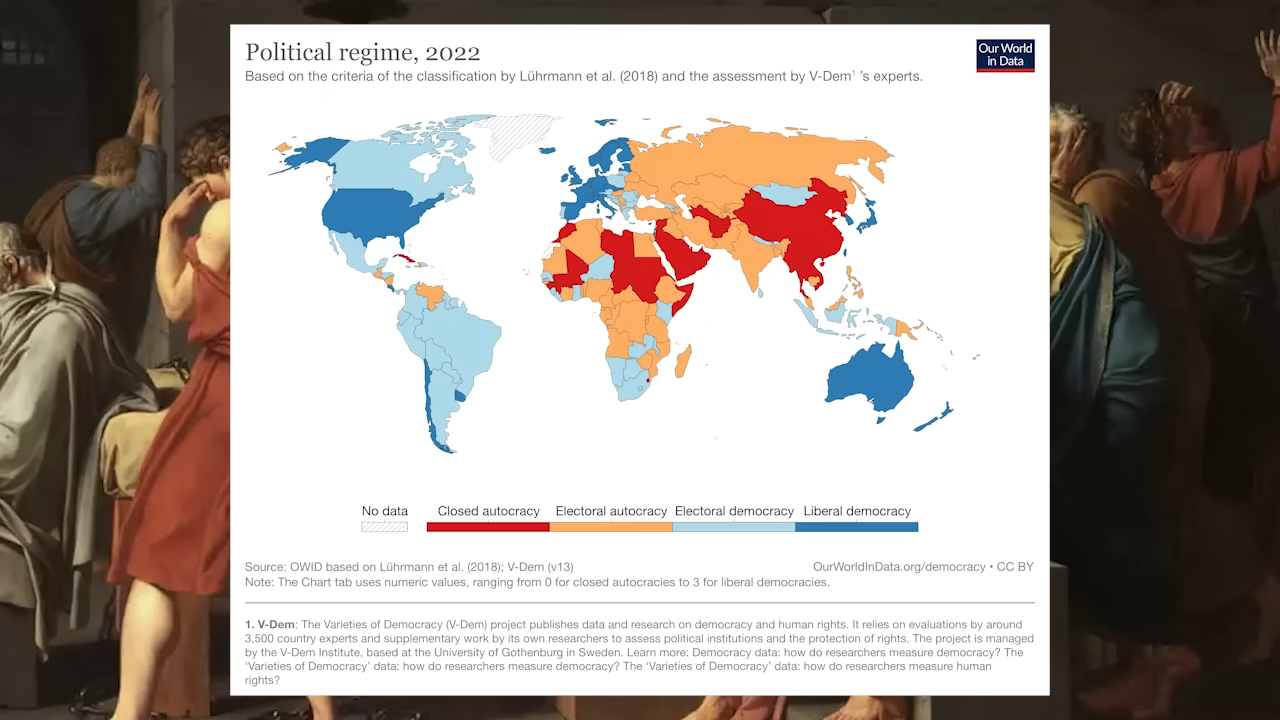 Political regime, 2022
Our World
in Data
Based on the criteria of the classification by Lührmann et al. (2018) and the assessment by V-Dem¹ 's experts.
No data
Closed autocracy
Electoral autocracy
Electoral democracy
Liberal democracy
Source: OWID based on Lührmann et al. (2018); V-Dem (v13)
OurWorldInData.org/democracy • CC BY
Note: The Chart tab uses numeric values, ranging from 0 for closed autocracies to 3 for liberal democracies.
1. V-Dem: The Varieties of Democracy (V-Dem) project publishes data and research on democracy and human rights. It relies on evaluations by around
3,500 country experts and supplementary work by its own researchers to assess political institutions and the protection of rights. The project is managed
by the V-Dem Institute, based at the University of Gothenburg in Sweden. Learn more: Democracy data: how do researchers measure democracy? The
‘Varieties of Democracy’ data: how do researchers measure democracy? The ‘Varieties of Democracy’ data: how do researchers measure human
rights?